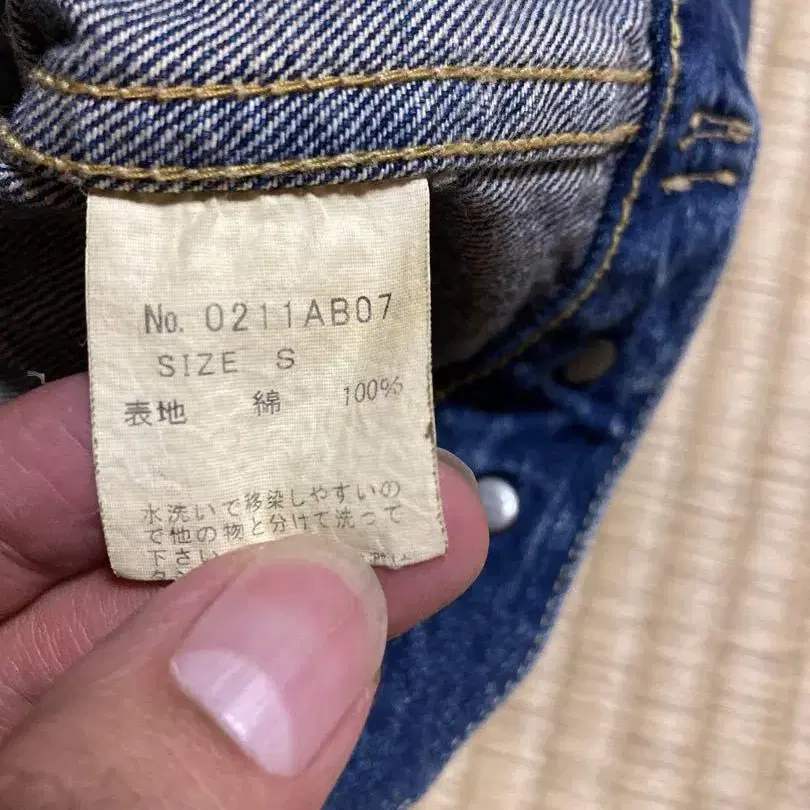 No. 0211AB07
SIZE S
表地 綿 100%
水洗いで移染しやすいの
で他の物と分けて洗って
下さい。